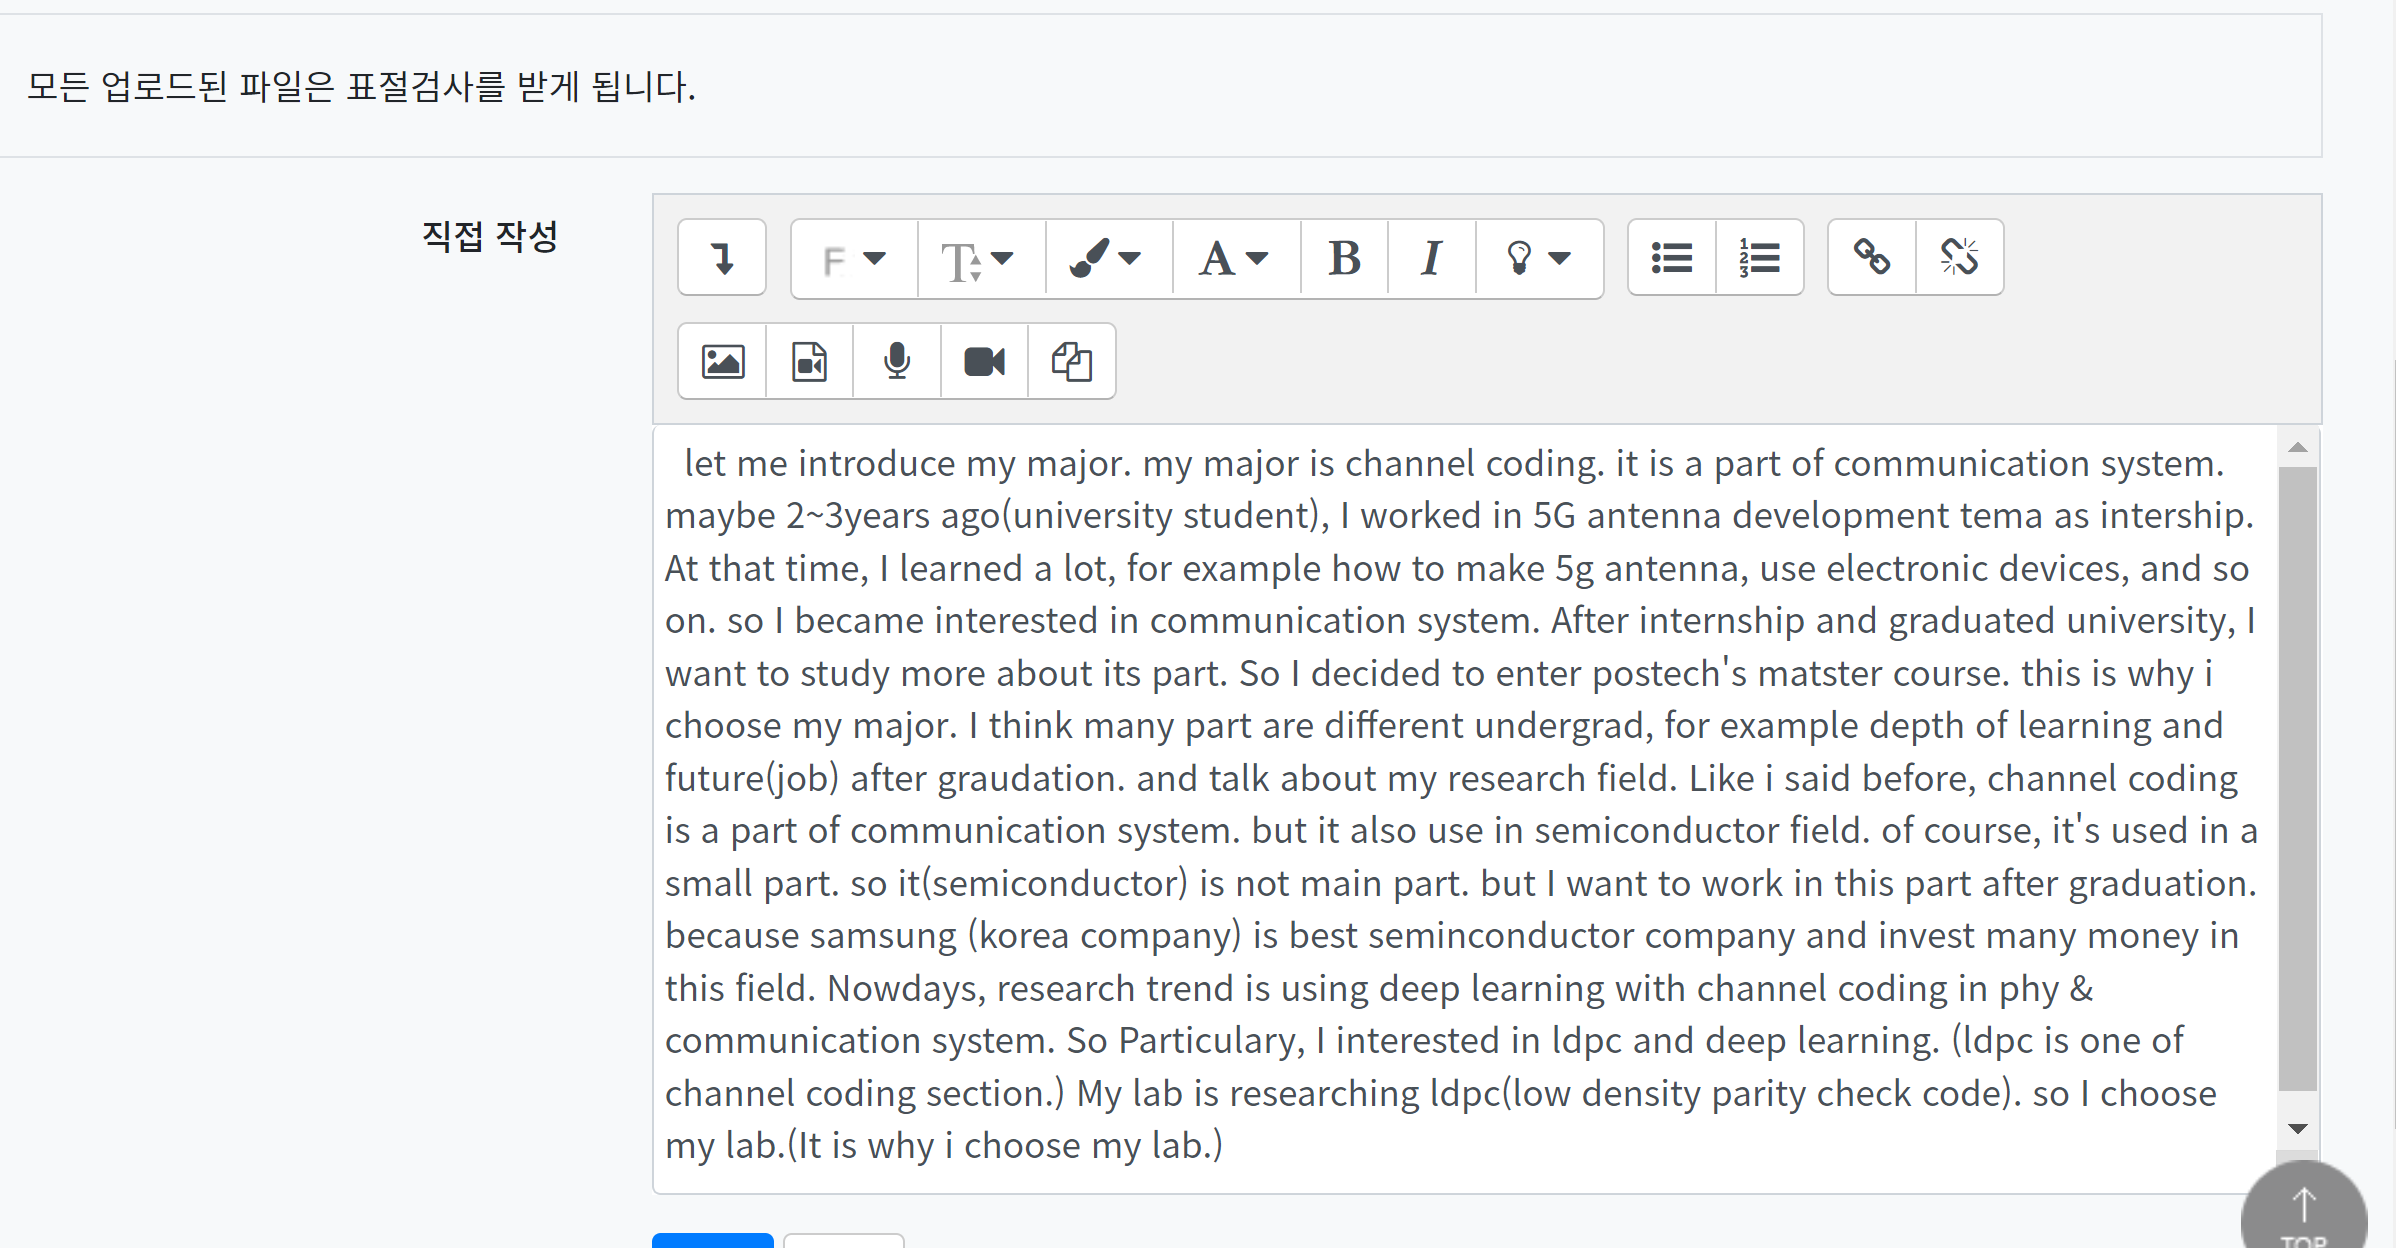 모든 업로드된 파일은 표절검사를 받게 됩니다.
직접 작성
let me introduce my major. my major is channel coding. it is a part of communication system.
maybe 2~3years ago(university student), I worked in 5G antenna development tema as intership.
At that time, I learned a lot, for example how to make 5g antenna, use electronic devices, and so
on. so I became interested in communication system. After internship and graduated university, I
want to study more about its part. So I decided to enter postech's matster course. this is why i
choose my major. I think many part are different undergrad, for example depth of learning and
future(job) after graudation. and talk about my research field. Like i said before, channel coding
is a part of communication system. but it also use in semiconductor field. of course, it's used in a
small part. so it(semiconductor) is not main part. but I want to work in this part after graduation.
because samsung (korea company) is best seminconductor company and invest many money in
this field. Nowdays, research trend is using deep learning with channel coding in phy &
communication system. So Particulary, I interested in ldpc and deep learning. (ldpc is one of
channel coding section.) My lab is researching ldpc(low density parity check code). so I choose
my lab.(It is why i choose my lab.)
TOP